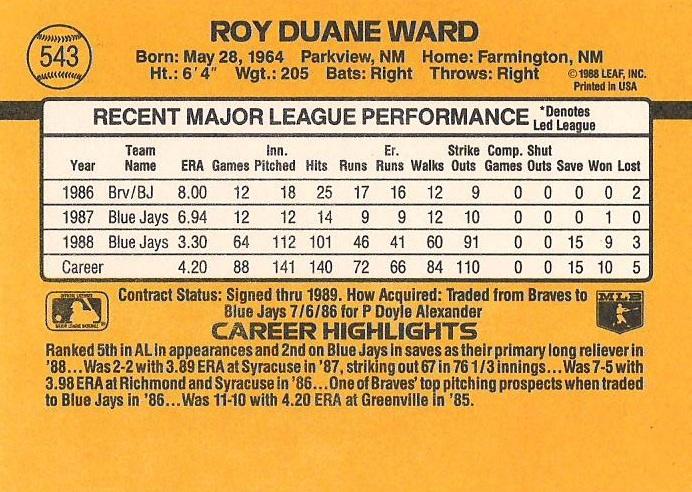 543
ROY DUANE WARD
Born: May 28, 1964 Parkview, NM Home: Farmington, NM
Ht.: 6'4" Wgt.: 205 Bats: Right Throws: Right
©1988 LEAF, INC.
Printed in USA
RECENT MAJOR LEAGUE PERFORMANCE *Denotes Led League
Year Team Name ERA Games Inn. Pitched Hits Runs Er. Runs Walks Strike Outs Comp. Games Shut Outs Save Won Lost
1986 Brv/BJ 8.00 12 18 25 17 16 12 9 0 0 0 0 2
1987 Blue Jays 6.94 12 12 14 9 9 12 10 0 0 0 1 0
1988 Blue Jays 3.30 64 112 101 46 41 60 91 0 0 15 9 3
Career 4.20 88 141 140 72 66 84 110 0 0 15 10 5
Contract Status: Signed thru 1989. How Acquired: Traded from Braves to
Blue Jays 7/6/86 for P Doyle Alexander
MLB
CAREER HIGHLIGHTS
Ranked 5th in AL in appearances and 2nd on Blue Jays in saves as their primary long reliever in
'88...Was 2-2 with 3.89 ERA at Syracuse in '87, striking out 67 in 76 1/3 innings...Was 7-5 with
3.98 ERA at Richmond and Syracuse in '86...One of Braves' top pitching prospects when traded
to Blue Jays in '86...Was 11-10 with 4.20 ERA at Greenville in '85.